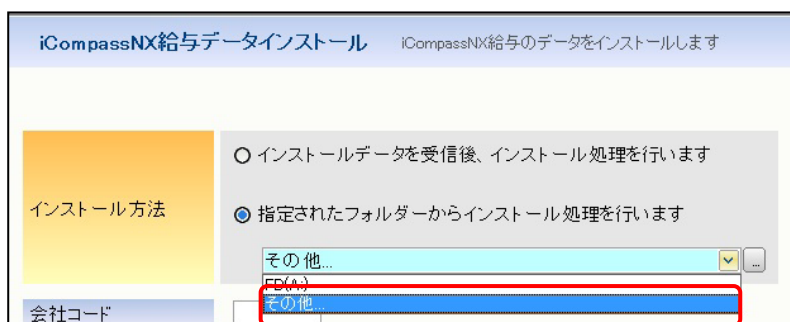 iCompassNX給与データインストール iCompassNX給与のデータをインストールします
インストールデータを受信後、インストール処理を行います
インストール方法
指定されたフォルダーからインストール処理を行います
その他...
...
FD(A:)
その他...
会社コード